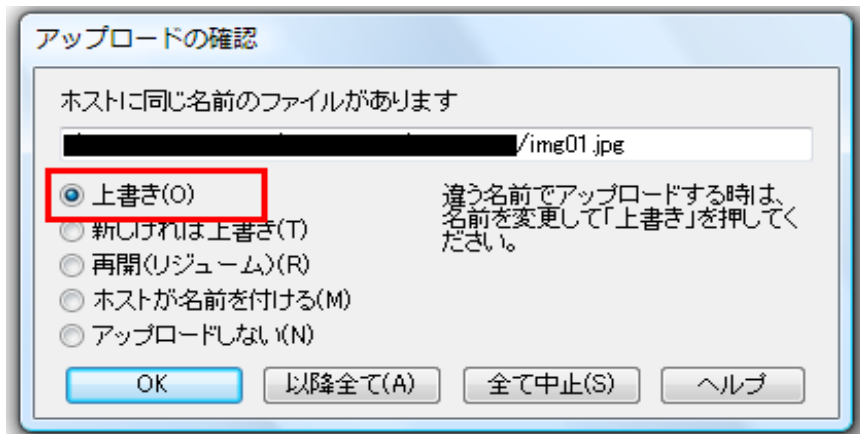 アップロードの確認
ホストに同じ名前のファイルがあります
/img01.jpg
上書き(O)
新しければ上書き(T)
再開(リジューム)(R)
ホストが名前を付ける(M)
アップロードしない(N)
違う名前でアップロードする時は、
名前を変更して「上書き」を押してく
ださい。
OK
以降全て(A)
全て中止(S)
ヘルプ